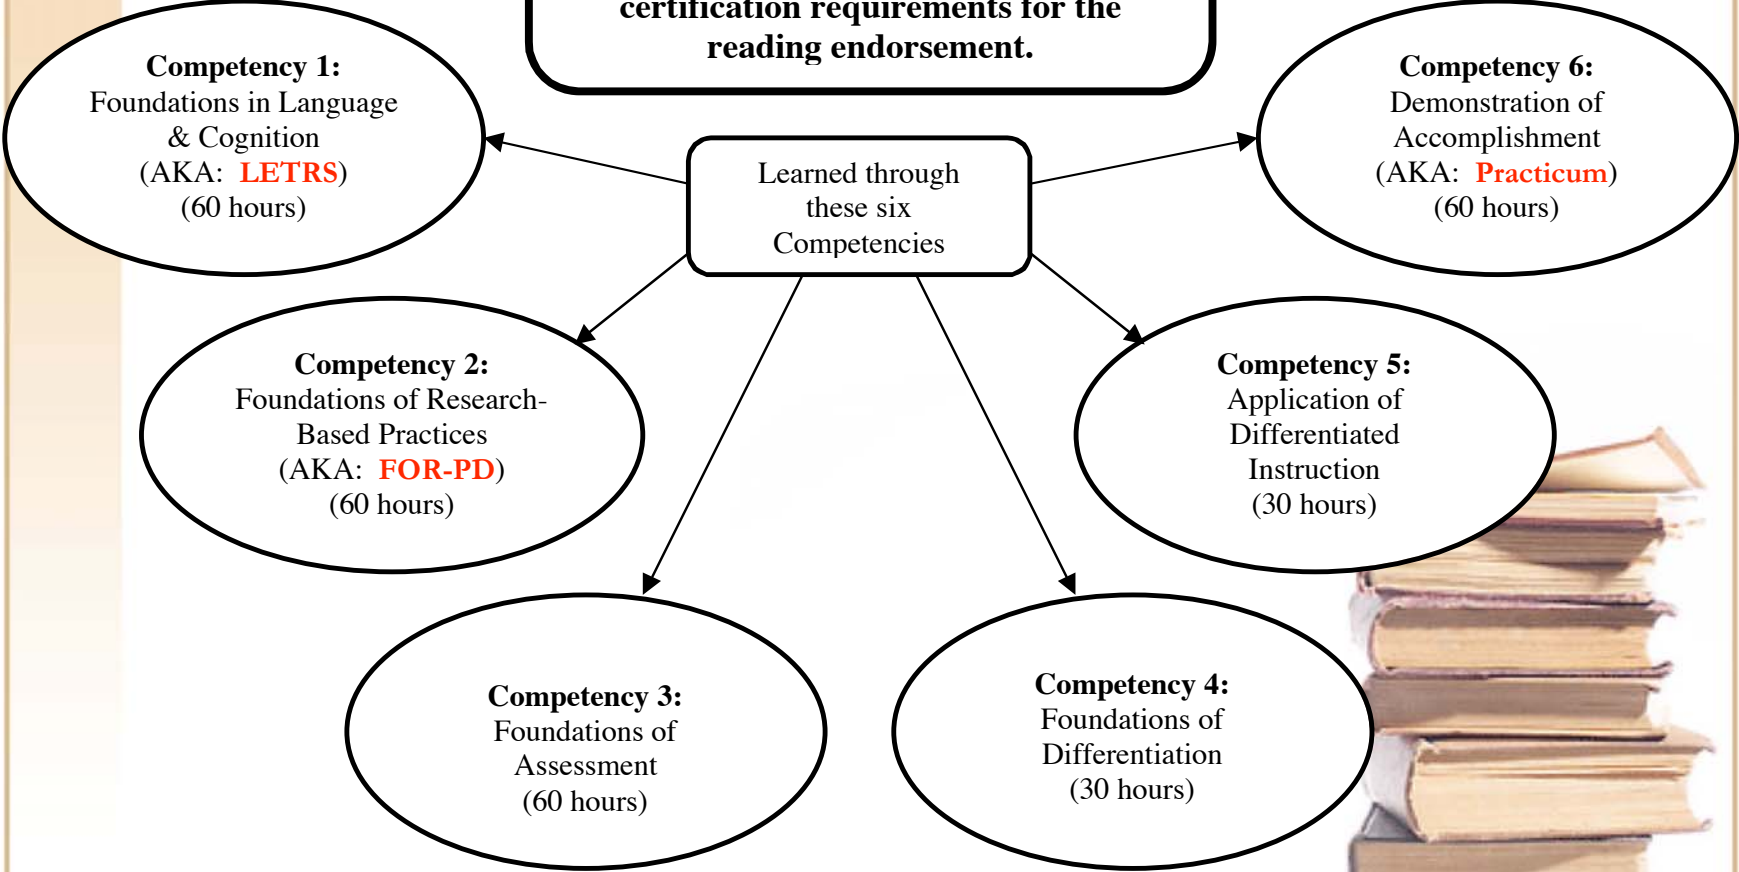 certification requirements for the
reading endorsement.
Competency 1:
Foundations in Language
& Cognition
(AKA:  LETRS)
(60 hours)
Competency 6:
Demonstration of
Accomplishment
(AKA:  Practicum)
(60 hours)
Learned through
these six
Competencies
Competency 2:
Foundations of Research-
Based Practices
(AKA:  FOR-PD)
(60 hours)
Competency 5:
Application of
Differentiated
Instruction
(30 hours)
Competency 3:
Foundations of
Assessment
(60 hours)
Competency 4:
Foundations of
Differentiation
(30 hours)